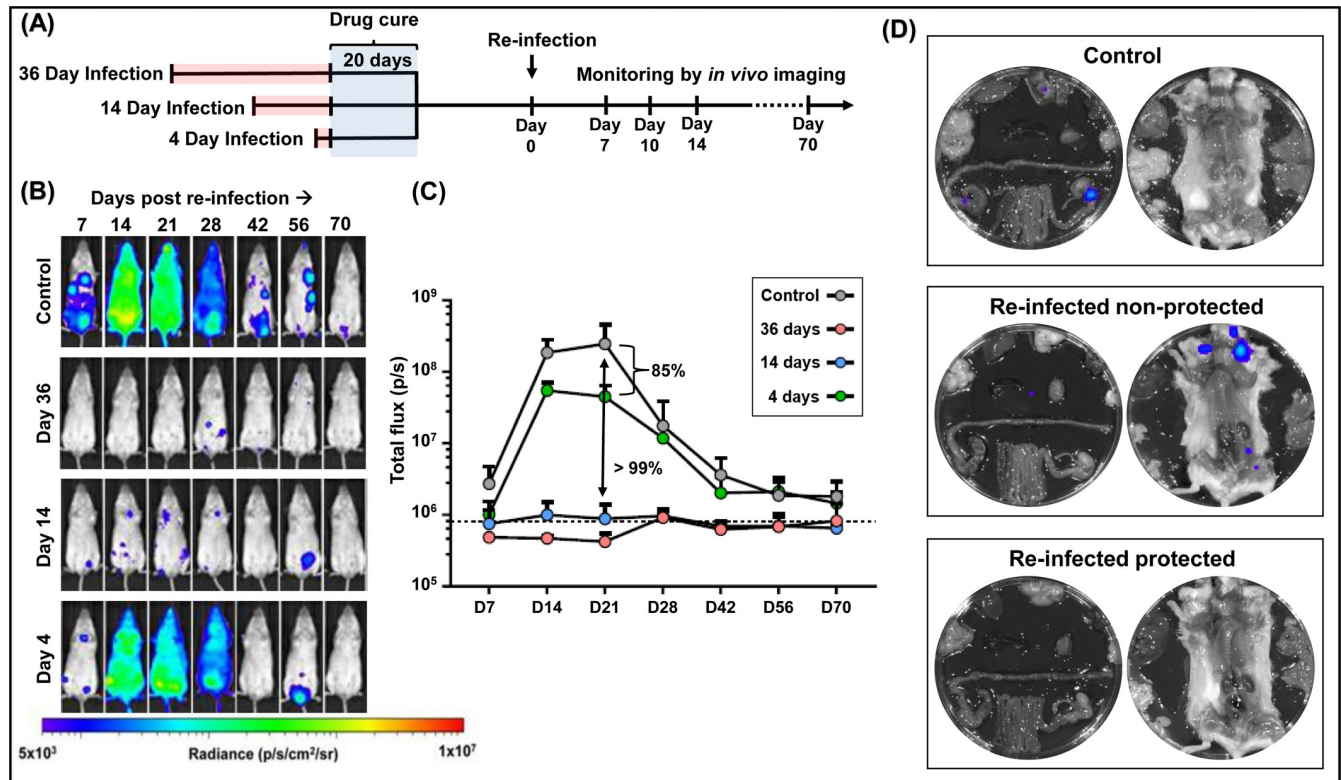 (A)
Drug cure
20 days
Re-infection
36 Day Infection
Monitoring by in vivo imaging
14 Day Infection
4 Day Infection
Day 0
Day 7
Day 10
Day 14
Day 70
(B)
Days post re-infection →
7 14 21 28 42 56 70
Control
Day 36
Day 14
Day 4
5x10³
Radiance (p/s/cm²/sr)
1x10⁷
(C)
Total flux (p/s)
10⁹
10⁸
10⁷
10⁶
10⁵
D7 D14 D21 D28 D42 D56 D70
85%
> 99%
Control
36 days
14 days
4 days
(D)
Control
Re-infected non-protected
Re-infected protected